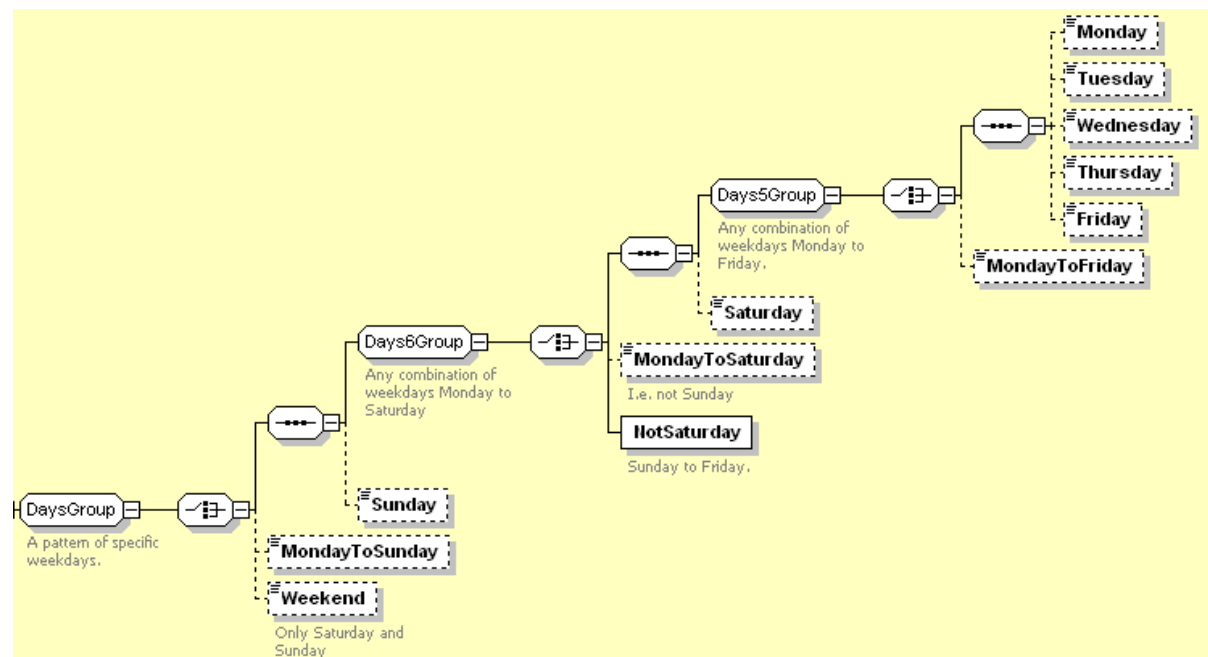 Monday
Tuesday
Wednesday
Thursday
Friday
Days5Group
Any combination of
weekdays Monday to
Friday.
MondayToFriday
Saturday
Days6Group
Any combination of
weekdays Monday to
Saturday
MondayToSaturday
I.e. not Sunday
NotSaturday
Sunday to Friday.
Sunday
DaysGroup
A pattern of specific
weekdays.
MondayToSunday
Weekend
Only Saturday and
Sunday